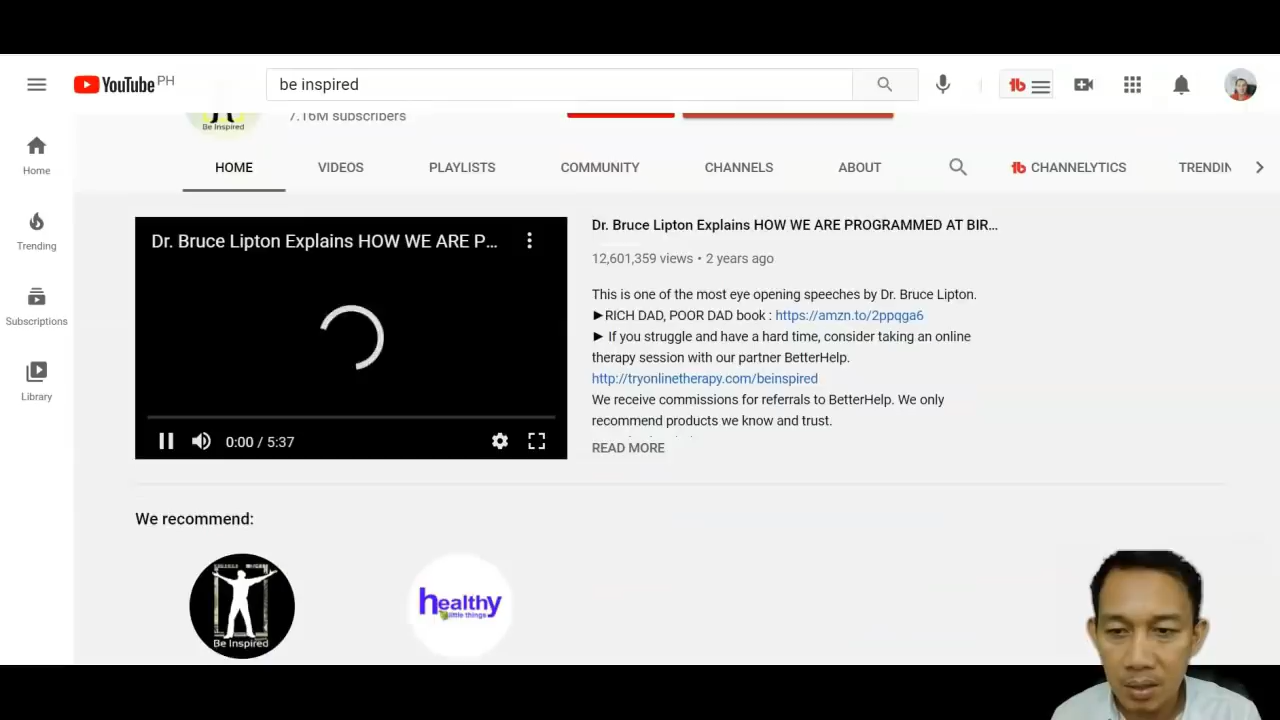 YouTube PH
be inspired
Be Inspired
7.16M subscribers
HOME VIDEOS PLAYLISTS COMMUNITY CHANNELS ABOUT CHANNELYTICS TRENDIN
Home
Trending
Subscriptions
Library
Dr. Bruce Lipton Explains HOW WE ARE P...
0:00 / 5:37
Dr. Bruce Lipton Explains HOW WE ARE PROGRAMMED AT BIR...
12,601,359 views • 2 years ago
This is one of the most eye opening speeches by Dr. Bruce Lipton.
►RICH DAD, POOR DAD book : https://amzn.to/2ppqga6
► If you struggle and have a hard time, consider taking an online
therapy session with our partner BetterHelp.
http://tryonlinetherapy.com/beinspired
We receive commissions for referrals to BetterHelp. We only
recommend products we know and trust.
READ MORE
We recommend:
Be Inspired
healthy
little things